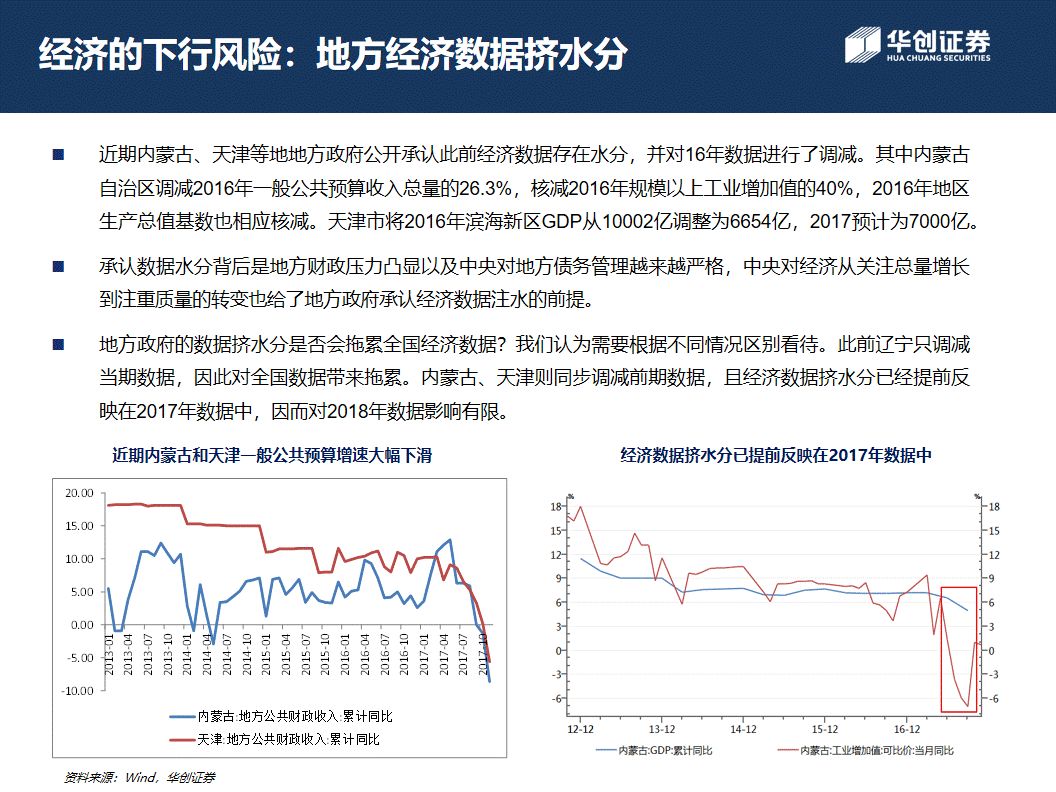 经济的下行风险：地方经济数据挤水分
华创证券
HUA CHUANG SECURITIES
■ 近期内蒙古、天津等地地方政府公开承认此前经济数据存在水分，并对16年数据进行了调减。其中内蒙古
自治区调减2016年一般公共预算收入总量的26.3%，核减2016年规模以上工业增加值的40%，2016年地区
生产总值基数也相应核减。天津市将2016年滨海新区GDP从10002亿调整为6654亿，2017预计为7000亿。
■ 承认数据水分背后是地方财政压力凸显以及中央对地方债务管理越来越严格，中央对经济从关注总量增长
到注重质量的转变也给了地方政府承认经济数据注水的前提。
■ 地方政府的数据挤水分是否会拖累全国经济数据？我们认为需要根据不同情况区别看待。此前辽宁只调减
当期数据，因此对全国数据带来拖累。内蒙古、天津则同步调减前期数据，且经济数据挤水分已经提前反
映在2017年数据中，因而对2018年数据影响有限。
近期内蒙古和天津一般公共预算增速大幅下滑
20.00
15.00
10.00
5.00
0.00
-5.00
-10.00
2013-01
2013-04
2013-07
2013-10
2014-01
2014-04
2014-07
2014-10
2015-01
2015-04
2015-07
2015-10
2016-01
2016-04
2016-07
2016-10
2017-01
2017-04
2017-07
2017-10
内蒙古:地方公共财政收入:累计同比
天津:地方公共财政收入:累计同比
经济数据挤水分已提前反映在2017年数据中
% %
18 18
15 15
12 12
9 9
6 6
3 3
0 0
-3 -3
-6 -6
12-12 13-12 14-12 15-12 16-12
内蒙古:GDP:累计同比 内蒙古:工业增加值:可比价:当月同比
资料来源：Wind，华创证券